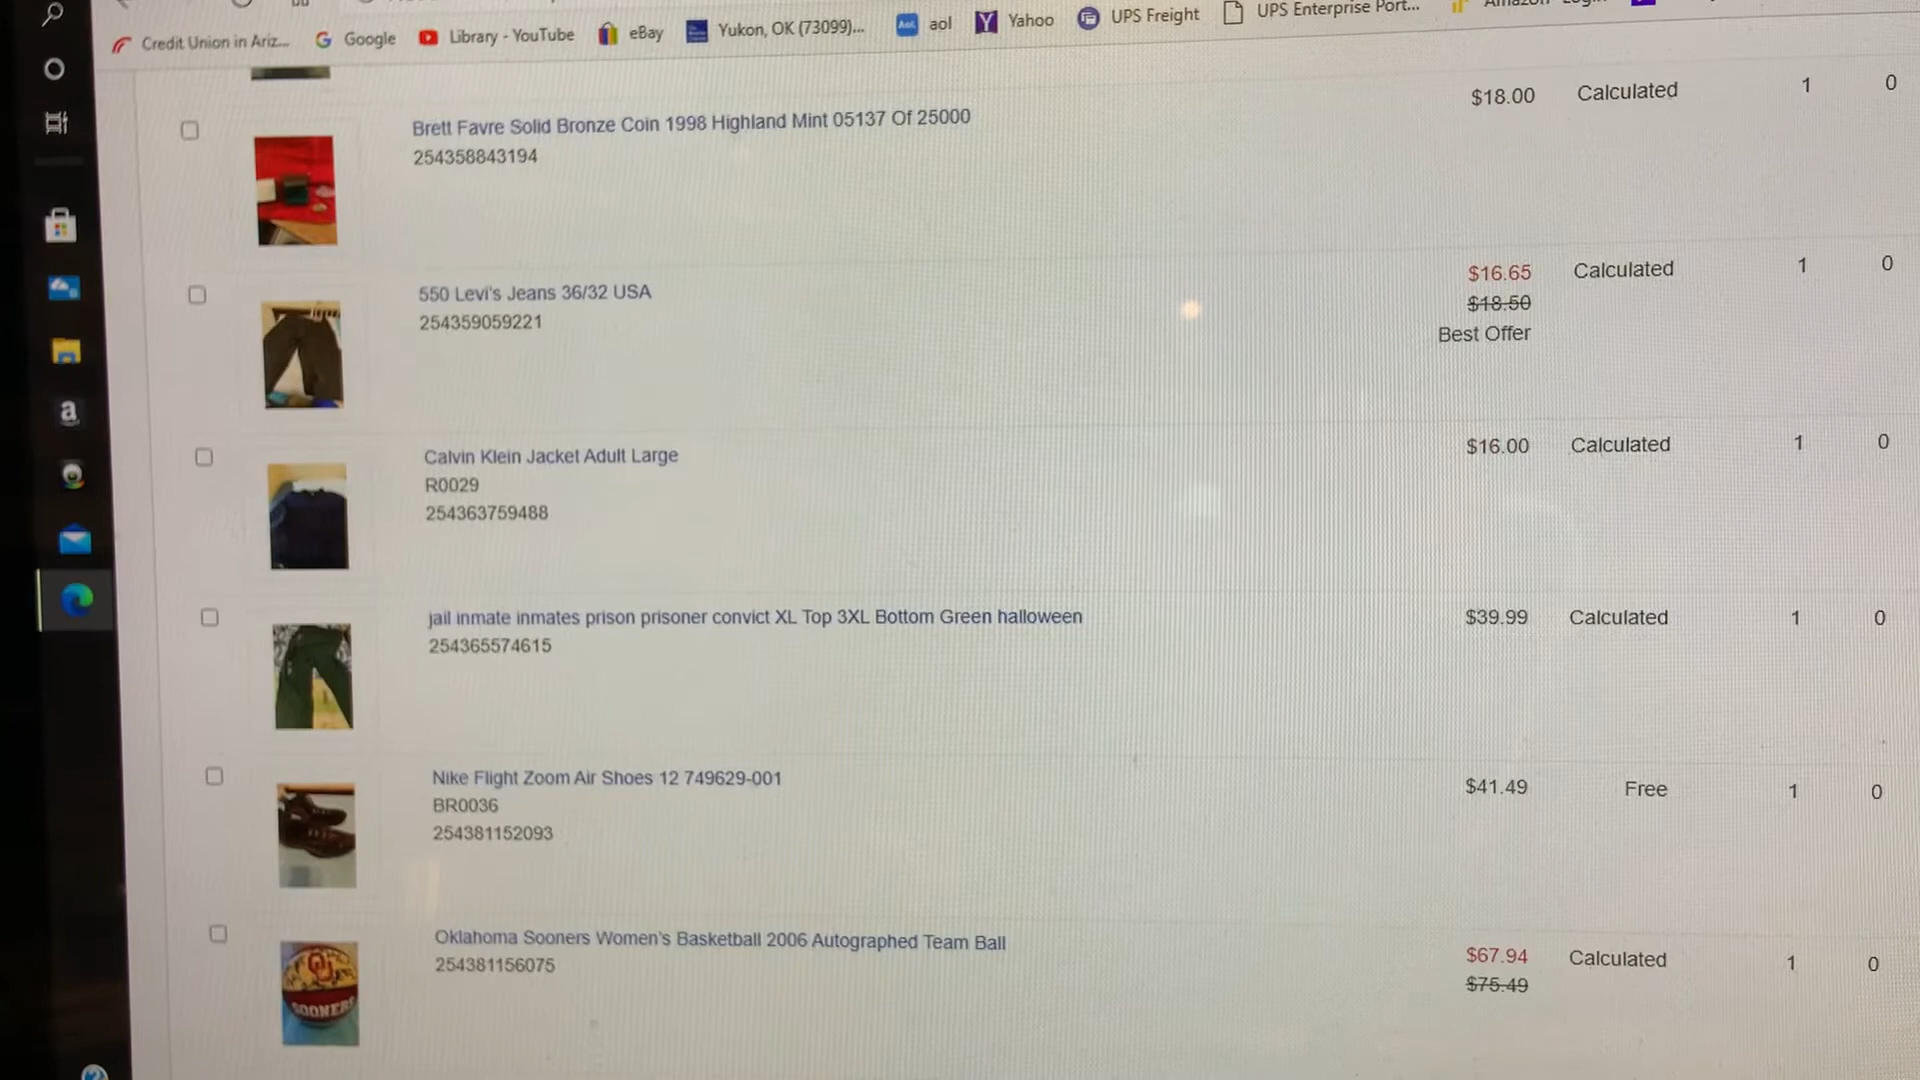 Credit Union in Ariz...
Google
Library - YouTube
eBay
Yukon, OK (73099)...
Aol.
aol
Yahoo
UPS Freight
UPS Enterprise Port...
Brett Favre Solid Bronze Coin 1998 Highland Mint 05137 Of 25000
254358843194
$18.00
Calculated
1
0
550 Levi's Jeans 36/32 USA
254359059221
$16.65
$18.50
Best Offer
Calculated
1
0
Calvin Klein Jacket Adult Large
R0029
254363759488
$16.00
Calculated
1
0
jail inmate inmates prison prisoner convict XL Top 3XL Bottom Green halloween
254365574615
$39.99
Calculated
1
0
Nike Flight Zoom Air Shoes 12 749629-001
BR0036
254381152093
$41.49
Free
1
0
Oklahoma Sooners Women's Basketball 2006 Autographed Team Ball
254381156075
OU
SOONERS
$67.94
$75.49
Calculated
1
0